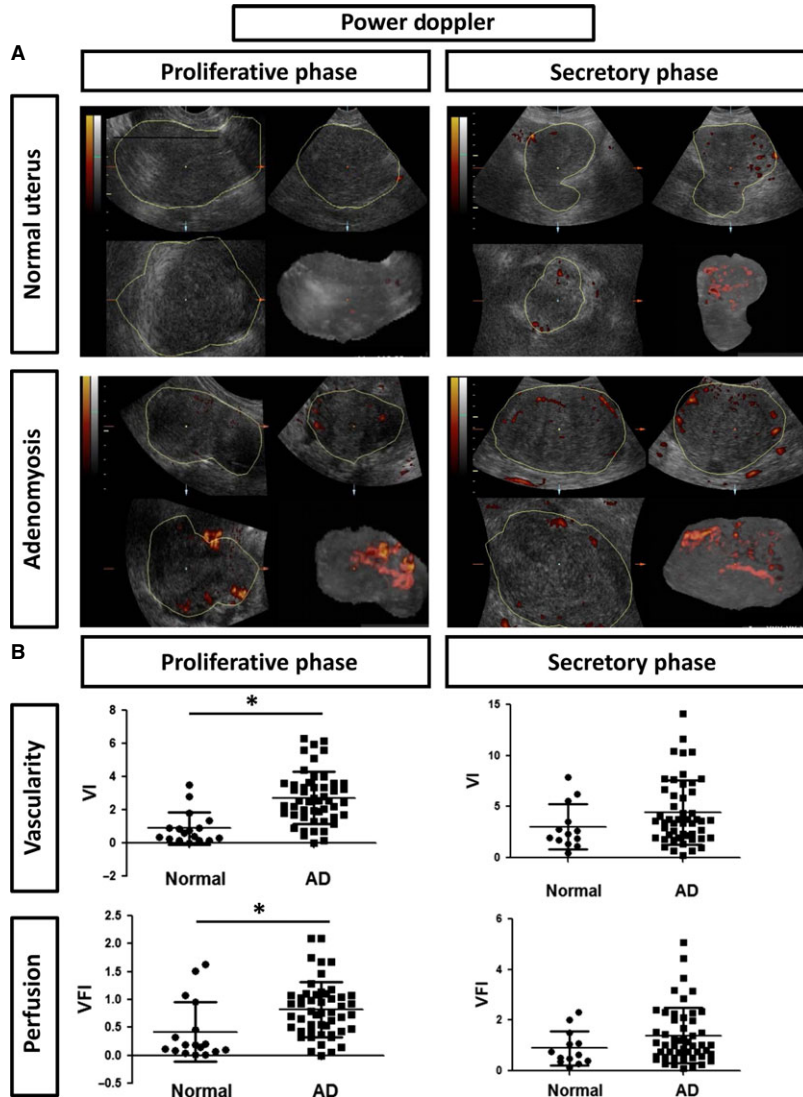 Power doppler
A
Proliferative phase
Secretory phase
Normal uterus
Adenomyosis
B
Proliferative phase
Secretory phase
Vascularity
VI
8
6
4
2
0
−2
*
Normal
AD
VI
15
10
5
0
Normal
AD
Perfusion
VFI
2.5
2.0
1.5
1.0
0.5
0.0
−0.5
*
Normal
AD
VFI
6
4
2
0
Normal
AD